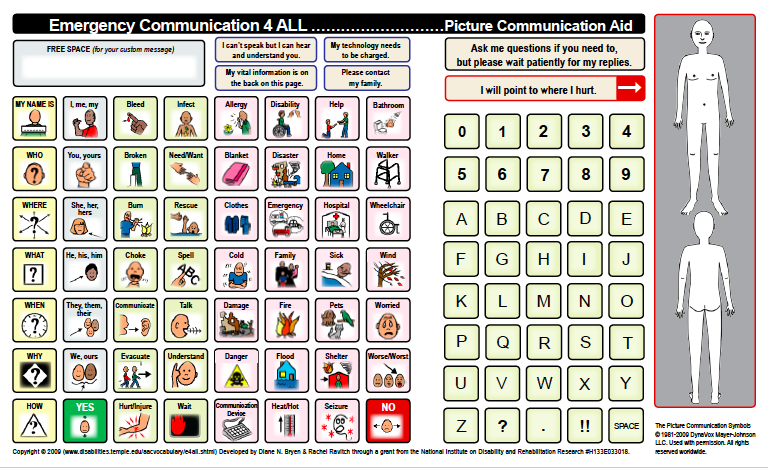 Emergency Communication 4 ALL ........................Picture Communication Aid
FREE SPACE (for your custom message)
I can't speak but I can hear
and understand you.
My technology needs
to be charged.
My vital information is on
the back on this page.
Please contact
my family.
Ask me questions if you need to,
but please wait patiently for my replies.
I will point to where I hurt.
MY NAME IS
I, me, my
Bleed
Infect
Allergy
Disability
Help
Bathroom
WHO
You, yours
Broken
Need/Want
Blanket
Disaster
Home
Walker
WHERE
She, her,
hers
Burn
Rescue
Clothes
Emergency
Hospital
Wheelchair
WHAT
He, his, him
Choke
Spell
ABC
Cold
Family
Sick
Wind
WHEN
They, them,
their
Communicate
Talk
Damage
Fire
Pets
Worried
WHY
We, ours
Evacuate
Understand
Danger
Flood
Shelter
Worse/Worst
HOW
YES
Hurt/Injure
Wait
Communication
Device
Heat/Hot
Seizure
NO
0 1 2 3 4
5 6 7 8 9
A B C D E
F G H I J
K L M N O
P Q R S T
U V W X Y
Z ? . !! SPACE
The Picture Communication Symbols
© 1981-2009 DynaVox Mayer-Johnson
LLC. Used with permission. All rights
reserved worldwide.
Copyright © 2009 (www.disabilities.temple.edu/aacvocabulary/e4all.shtml) Developed by Diane N. Bryen & Rachel Ravitch through a grant from the National Institute on Disability and Rehabilitation Research #H133E033018.